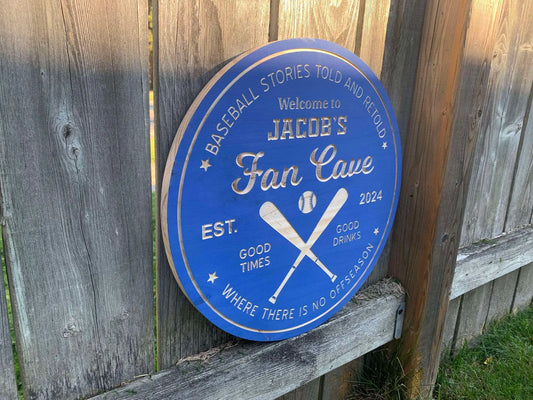 BASEBALL STORIES TOLD AND RETOLD
Welcome to
JACOB'S
Fan Cave
EST.
2024
GOOD
TIMES
GOOD
DRINKS
WHERE THERE IS NO OFFSEASON